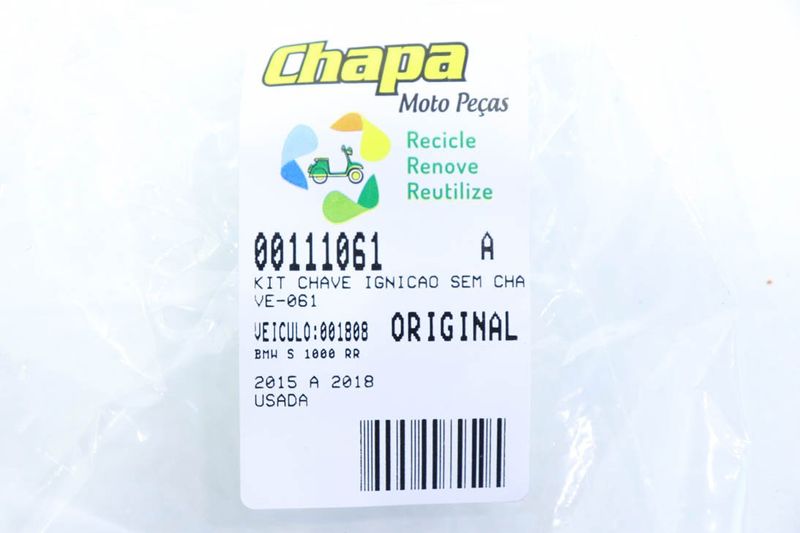 Chapa
Moto Peças
Recicle
Renove
Reutilize
00111061 A
KIT CHAVE IGNICAO SEM CHA
VE-061
VEICULO:001808 ORIGINAL
BMW S 1000 RR
2015 A 2018
USADA